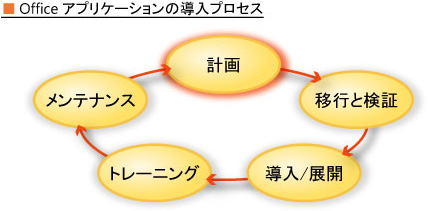 ■ Office アプリケーションの導入プロセス
計画
移行と検証
導入/展開
トレーニング
メンテナンス